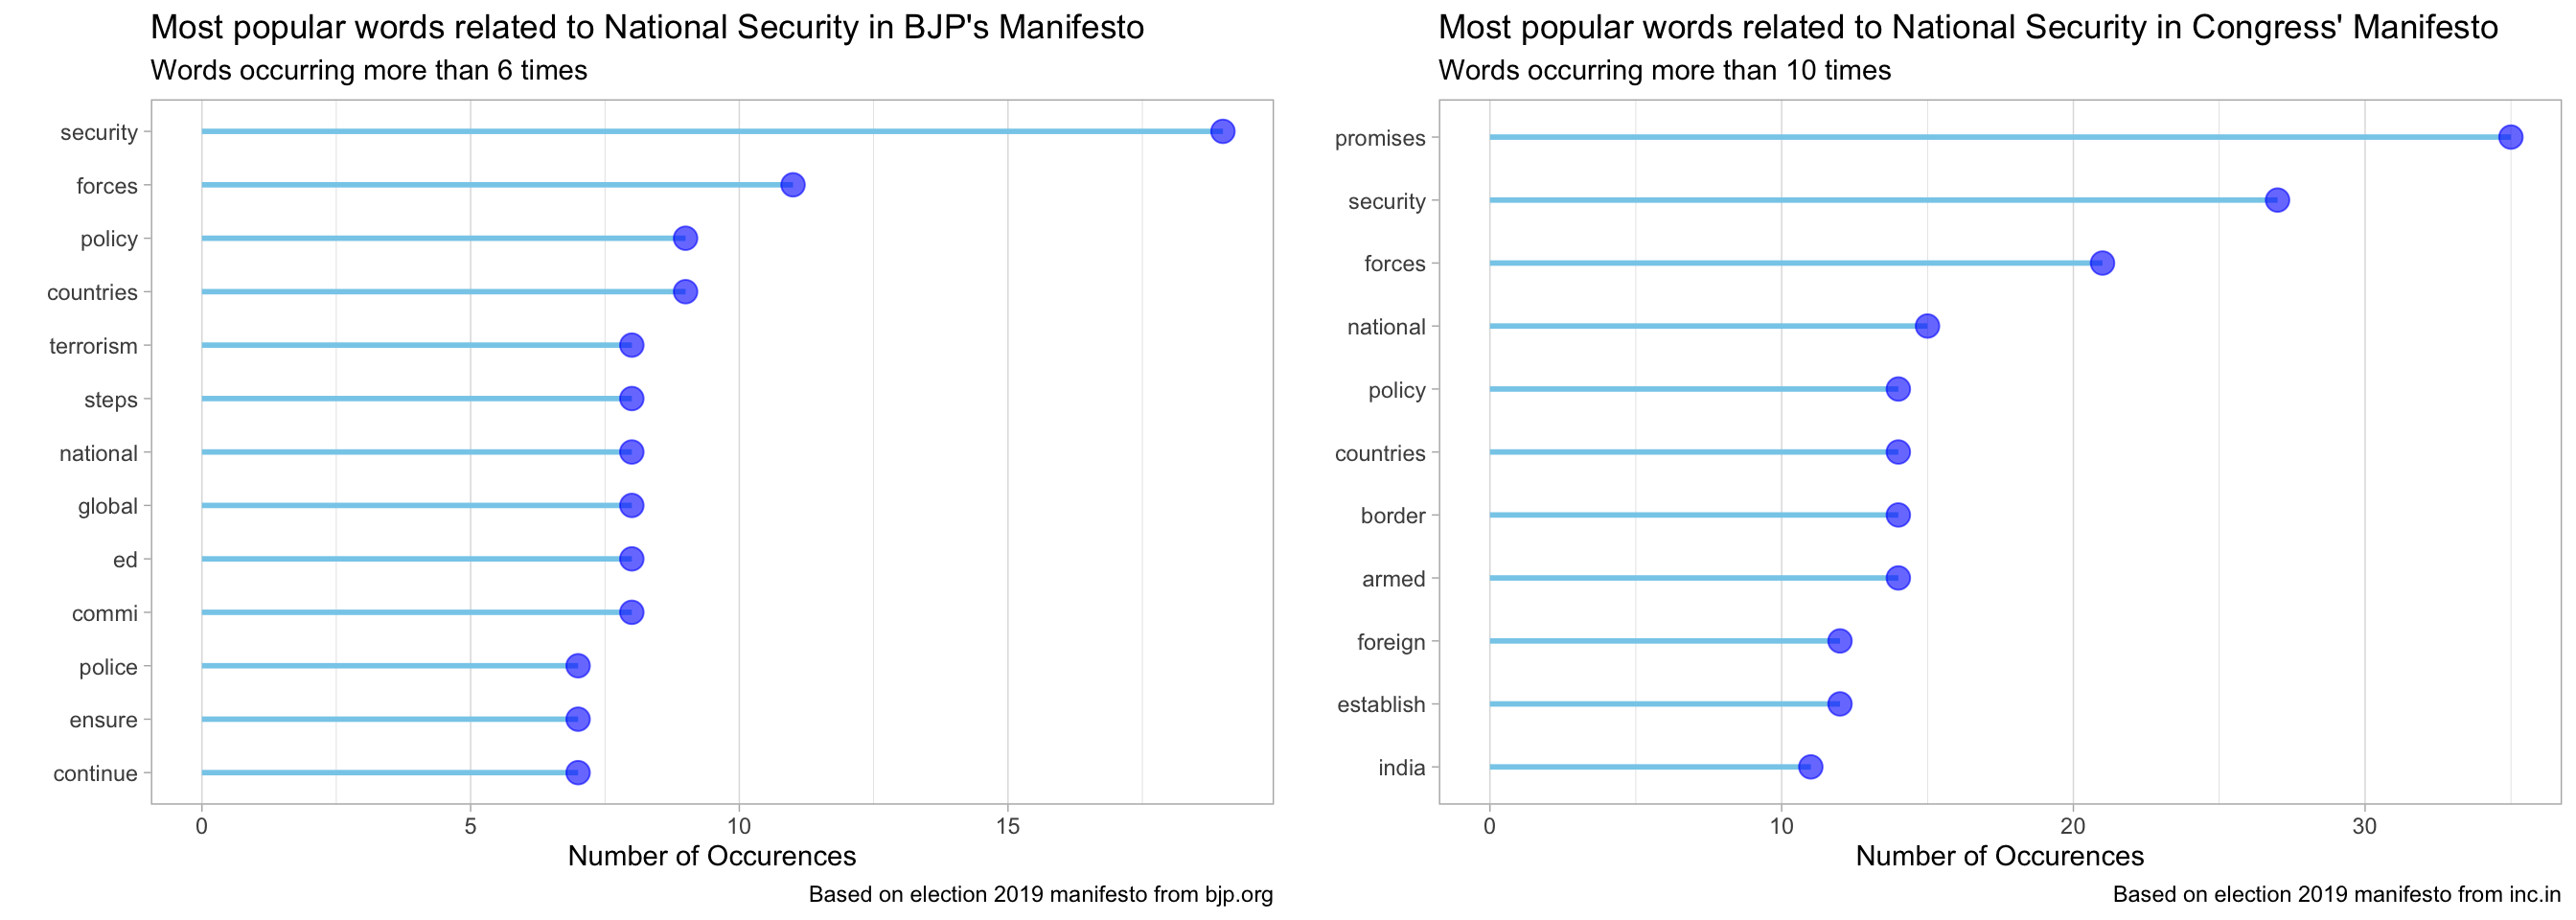 Most popular words related to National Security in BJP's Manifesto
Words occurring more than 6 times
security
forces
policy
countries
terrorism
steps
national
global
ed
commi
police
ensure
continue
0 5 10 15
Number of Occurences
Based on election 2019 manifesto from bjp.org
Most popular words related to National Security in Congress' Manifesto
Words occurring more than 10 times
promises
security
forces
national
policy
countries
border
armed
foreign
establish
india
0 10 20 30
Number of Occurences
Based on election 2019 manifesto from inc.in